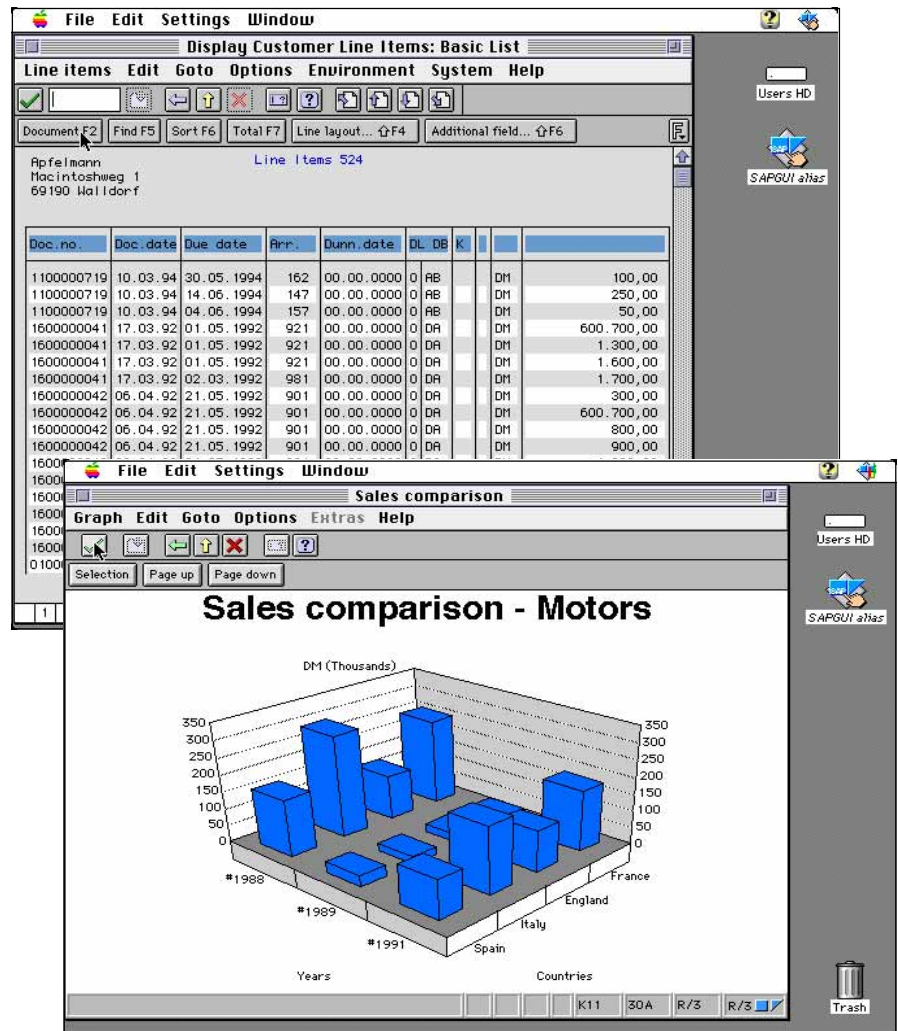 File Edit Settings Window
Display Customer Line Items: Basic List
Line items Edit Goto Options Environment System Help
Document F2 Find F5 Sort F6 Total F7 Line layout... ⇧F4 Additional field... ⇧F6
Users HD
SAPGUI alias
Apfelmann Line Items 524
Macintoshweg 1
69190 Walldorf
Doc.no. Doc.date Due date Arr. Dunn.date DL DB K
1100000719 10.03.94 30.05.1994 162 00.00.0000 0 AB DM 100,00
1100000719 10.03.94 14.06.1994 147 00.00.0000 0 AB DM 250,00
1100000719 10.03.94 04.06.1994 157 00.00.0000 0 AB DM 50,00
1600000041 17.03.92 01.05.1992 921 00.00.0000 0 DA DM 600.700,00
1600000041 17.03.92 01.05.1992 921 00.00.0000 0 DA DM 1.300,00
1600000041 17.03.92 01.05.1992 921 00.00.0000 0 DA DM 1.600,00
1600000041 17.03.92 02.03.1992 981 00.00.0000 0 DA DM 1.700,00
1600000042 06.04.92 21.05.1992 901 00.00.0000 0 DA DM 300,00
1600000042 06.04.92 21.05.1992 901 00.00.0000 0 DA DM 600.700,00
1600000042 06.04.92 21.05.1992 901 00.00.0000 0 DA DM 800,00
1600000042 06.04.92 21.05.1992 901 00.00.0000 0 DA DM 900,00
1
File Edit Settings Window
Sales comparison
Graph Edit Goto Options Extras Help
Selection Page up Page down
Users HD
SAPGUI alias
Sales comparison - Motors
DM (Thousands)
350 350
300 300
250 250
200 200
150 150
100 100
50 50
0 0
#1988 France
#1989 England
Italy
#1991 Spain
Years Countries
K11 30A R/3 R/3
Trash